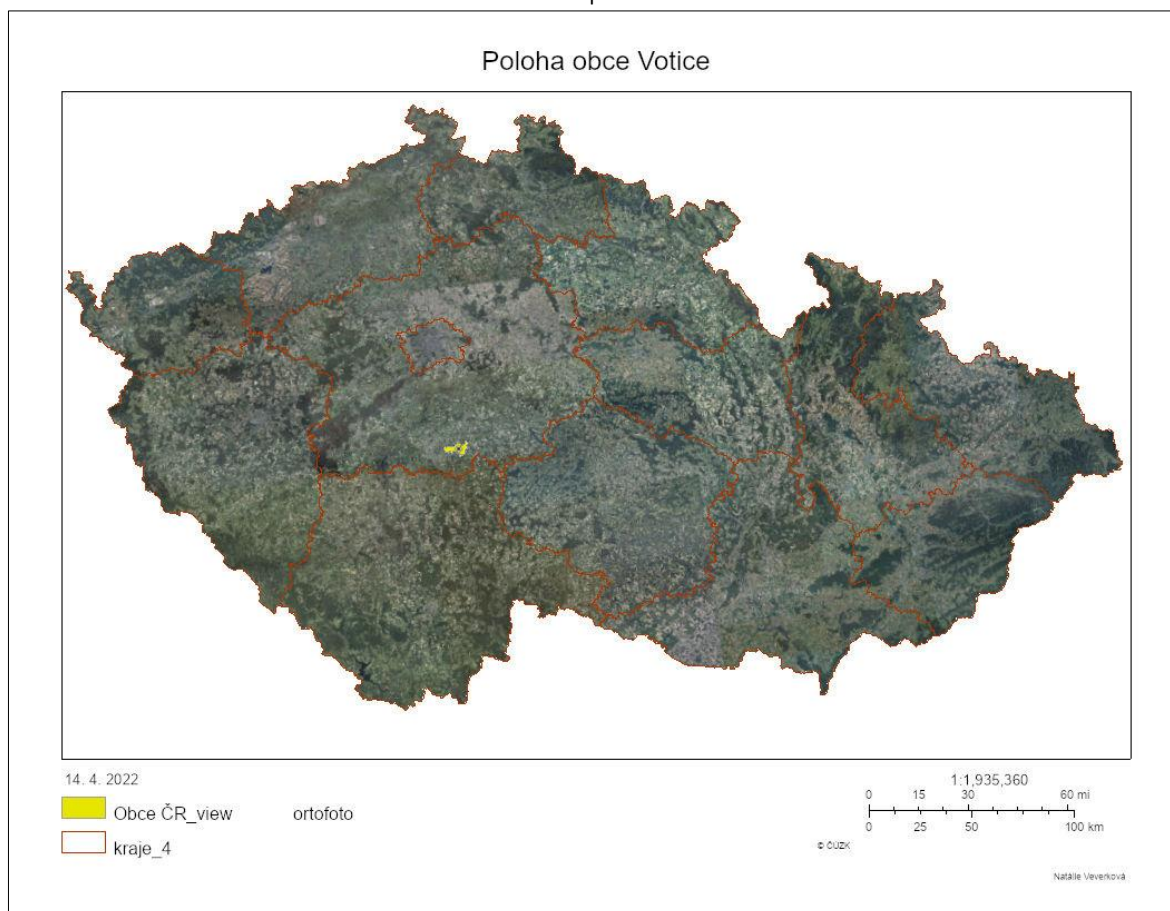 Poloha obce Votice
14. 4. 2022
Obce ČR_view
ortofoto
kraje_4
1:1,935,360
0 15 30 60 mi
0 25 50 100 km
© ČÚZK
Natálie Veverková